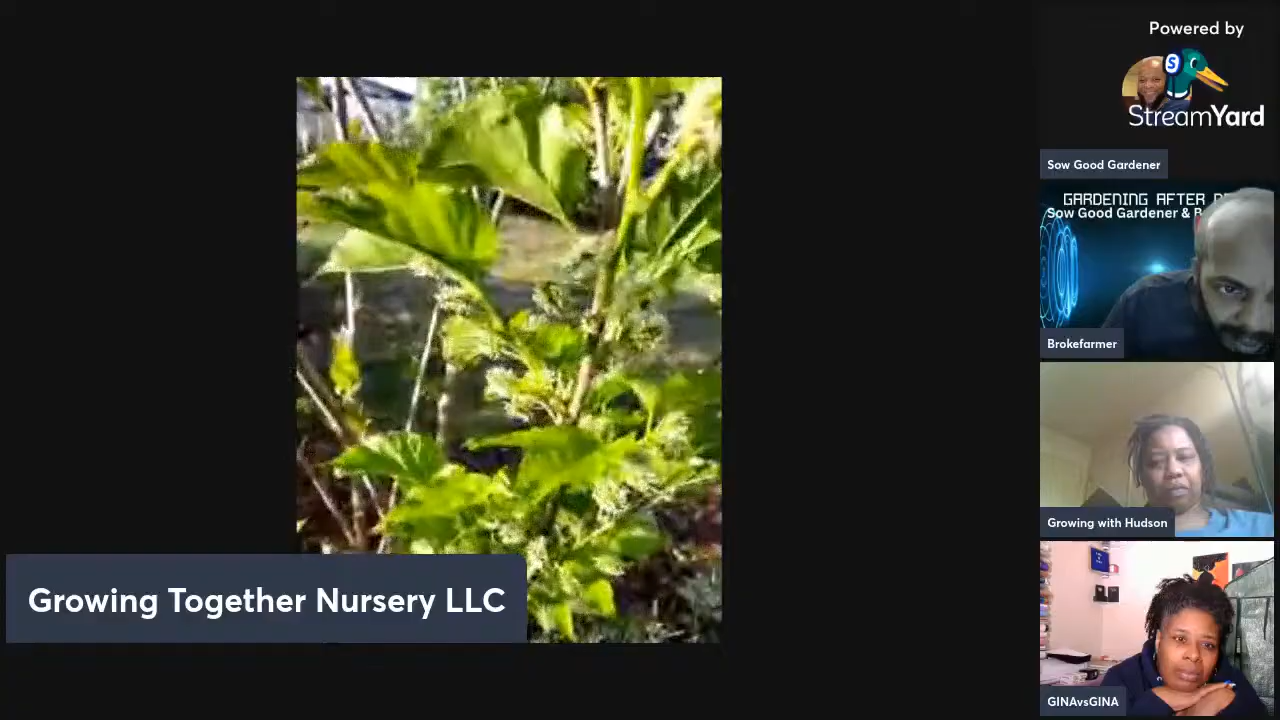 Powered by
StreamYard
Sow Good Gardener
GARDENING AFTER
Sow Good Gardener &
Brokefarmer
Growing with Hudson
GINAvsGINA
Growing Together Nursery LLC